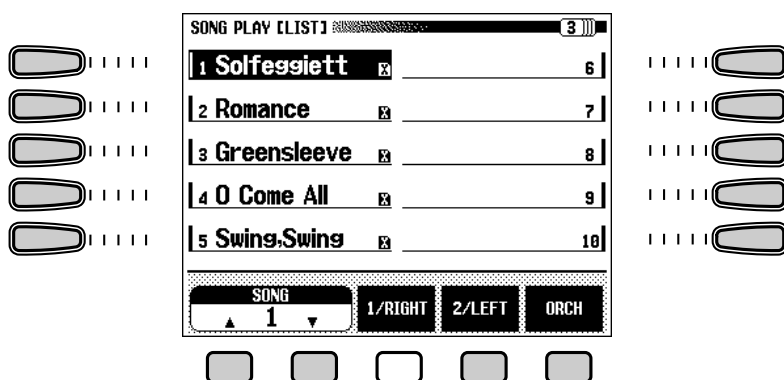 SONG PLAY [LIST] 3
1 Solfeggiett X 6
2 Romance X 7
3 Greensleeve X 8
4 O Come All X 9
5 Swing,Swing X 10
SONG
▲ 1 ▼ 1/RIGHT 2/LEFT ORCH